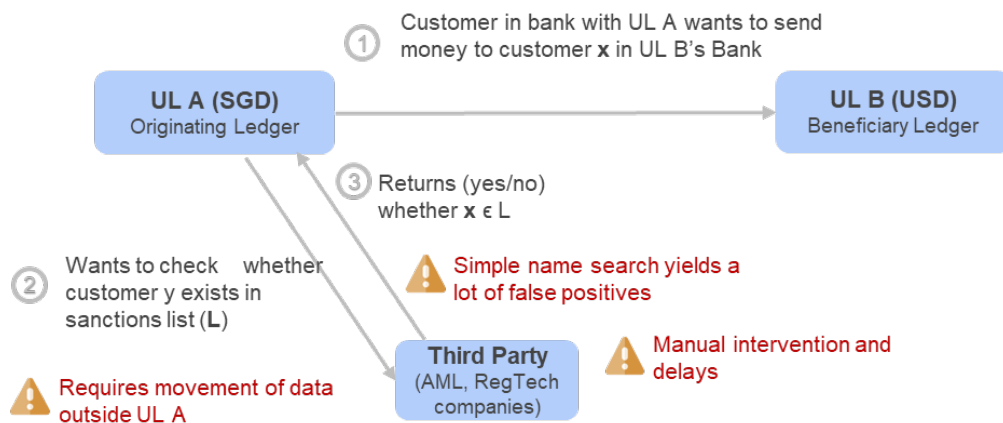 1
Customer in bank with UL A wants to send
money to customer x in UL B's Bank
UL A (SGD)
Originating Ledger
UL B (USD)
Beneficiary Ledger
3
Returns (yes/no)
whether x ϵ L
2
Wants to check whether
customer y exists in
sanctions list (L)
Simple name search yields a
lot of false positives
Third Party
(AML, RegTech
companies)
Manual intervention and
delays
Requires movement of data
outside UL A